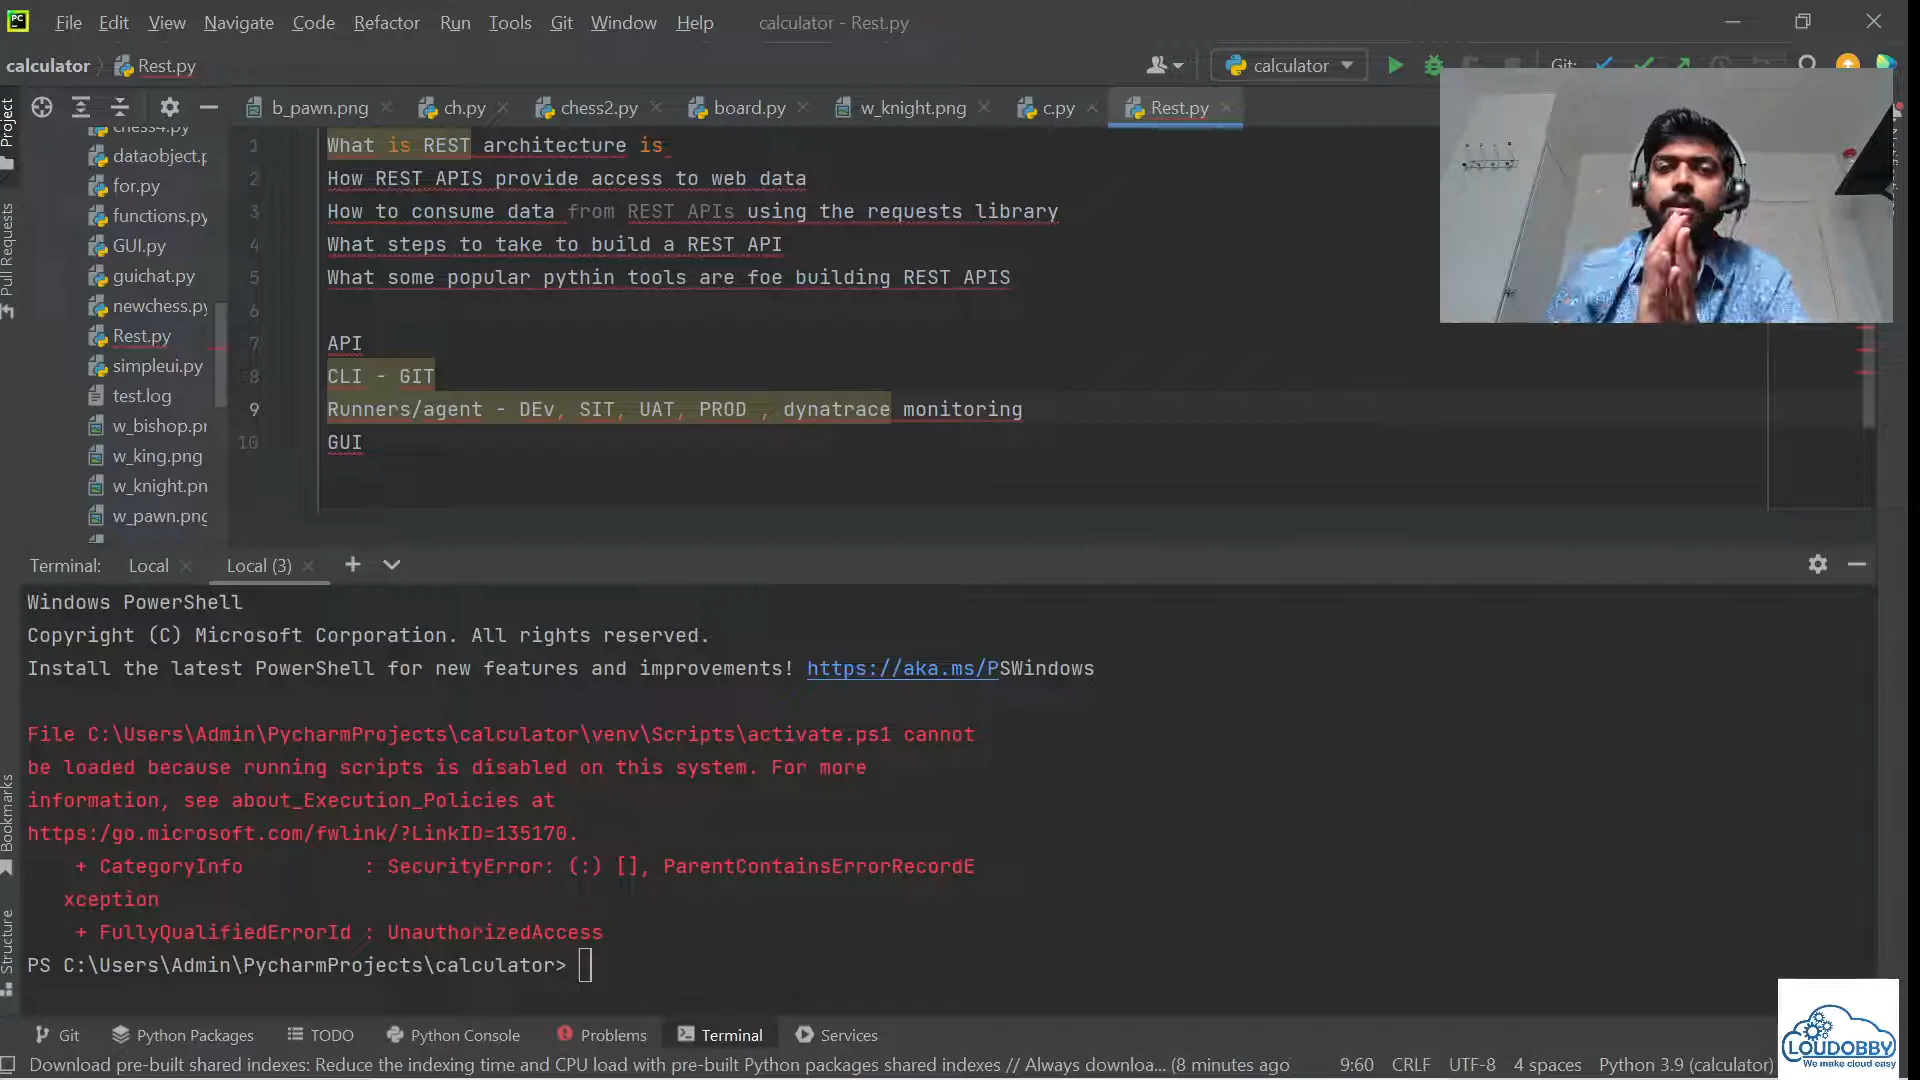 File Edit View Navigate Code Refactor Run Tools Git Window Help calculator - Rest.py
calculator Rest.py calculator Git:
b_pawn.png ch.py chess2.py board.py w_knight.png c.py Rest.py
Project
Pull Requests
Bookmarks
Structure
chess4.py
dataobject.p
for.py
functions.py
GUI.py
guichat.py
newchess.py
Rest.py
simpleui.py
test.log
w_bishop.pr
w_king.png
w_knight.pn
w_pawn.png
1 What is REST architecture is
2 How REST APIS provide access to web data
3 How to consume data from REST APIs using the requests library
4 What steps to take to build a REST API
5 What some popular pythin tools are foe building REST APIS
6
7 API
8 CLI - GIT
9 Runners/agent - DEv, SIT, UAT, PROD , dynatrace monitoring
10 GUI
Terminal: Local Local (3)
Windows PowerShell
Copyright (C) Microsoft Corporation. All rights reserved.
Install the latest PowerShell for new features and improvements! https://aka.ms/PSWindows
File C:\Users\Admin\PycharmProjects\calculator\venv\Scripts\activate.ps1 cannot
be loaded because running scripts is disabled on this system. For more
information, see about_Execution_Policies at
https:/go.microsoft.com/fwlink/?LinkID=135170.
+ CategoryInfo : SecurityError: (:) [], ParentContainsErrorRecordE
xception
+ FullyQualifiedErrorId : UnauthorizedAccess
PS C:\Users\Admin\PycharmProjects\calculator>
Git Python Packages TODO Python Console Problems Terminal Services
Download pre-built shared indexes: Reduce the indexing time and CPU load with pre-built Python packages shared indexes // Always downloa... (8 minutes ago 9:60 CRLF UTF-8 4 spaces Python 3.9 (calculator)
LOUDOBBY
We make cloud easy